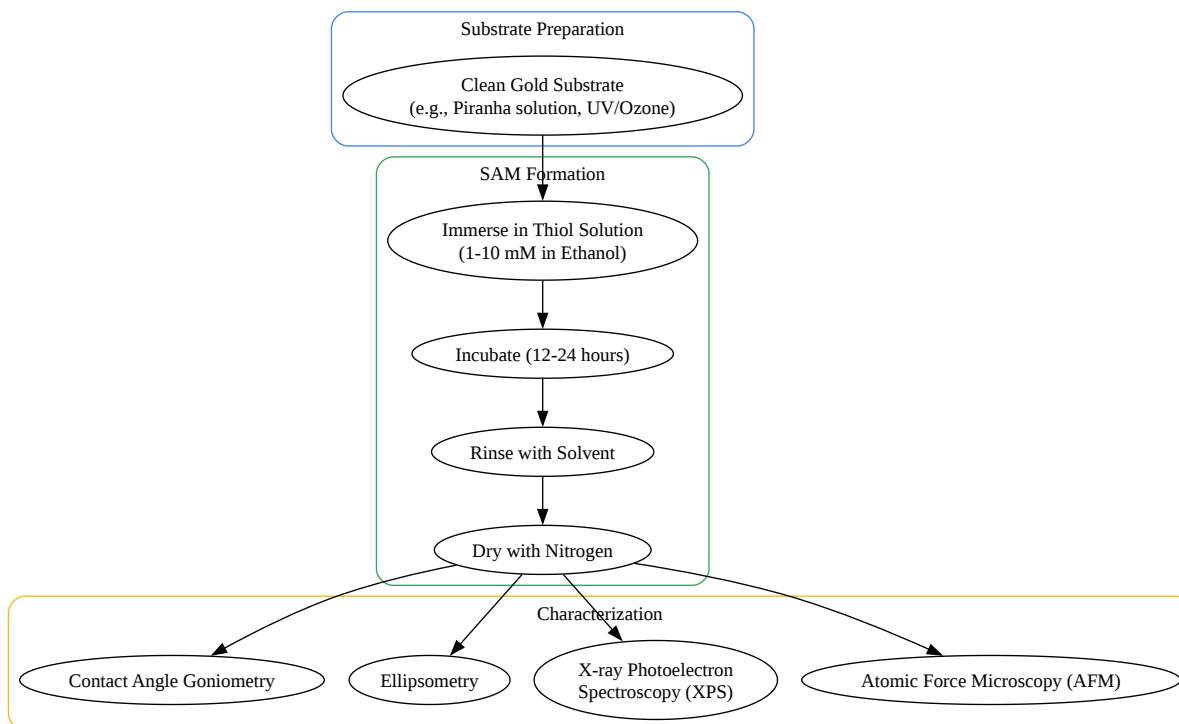 Substrate Preparation
Clean Gold Substrate
(e.g., Piranha solution, UV/Ozone)
SAM Formation
Immerse in Thiol Solution
(1-10 mM in Ethanol)
Incubate (12-24 hours)
Rinse with Solvent
Dry with Nitrogen
Characterization
Contact Angle Goniometry
Ellipsometry
X-ray Photoelectron
Spectroscopy (XPS)
Atomic Force Microscopy (AFM)